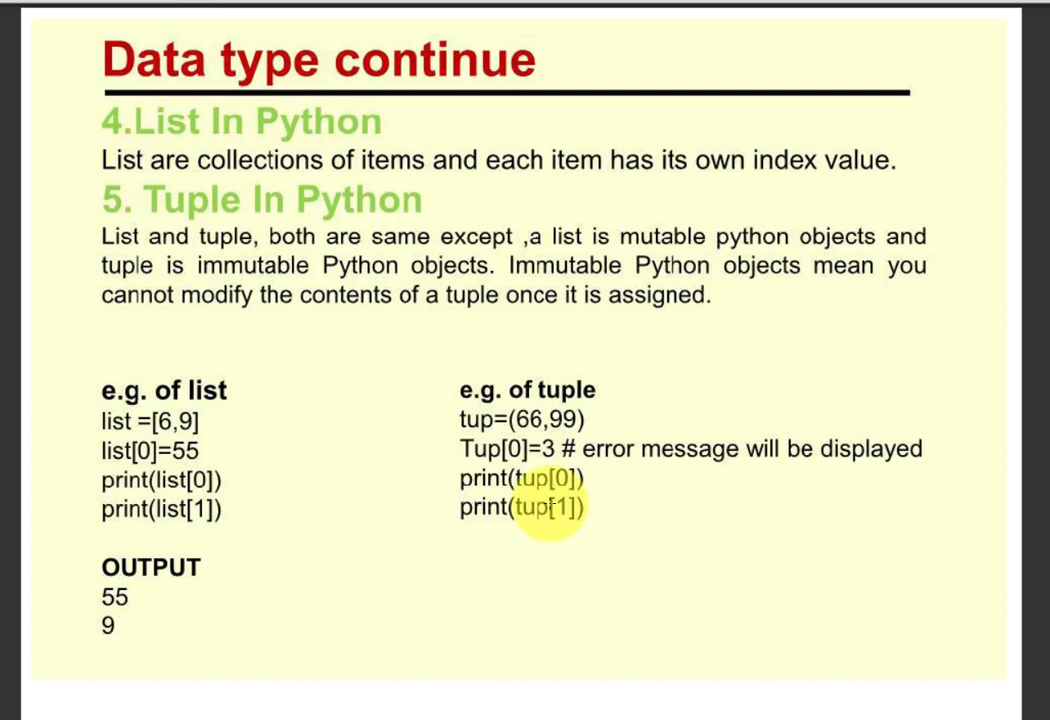 Data type continue
4.List In Python
List are collections of items and each item has its own index value.
5. Tuple In Python
List and tuple, both are same except ,a list is mutable python objects and
tuple is immutable Python objects. Immutable Python objects mean you
cannot modify the contents of a tuple once it is assigned.
e.g. of list
list =[6,9]
list[0]=55
print(list[0])
print(list[1])
OUTPUT
55
9
e.g. of tuple
tup=(66,99)
Tup[0]=3 # error message will be displayed
print(tup[0])
print(tup[1])